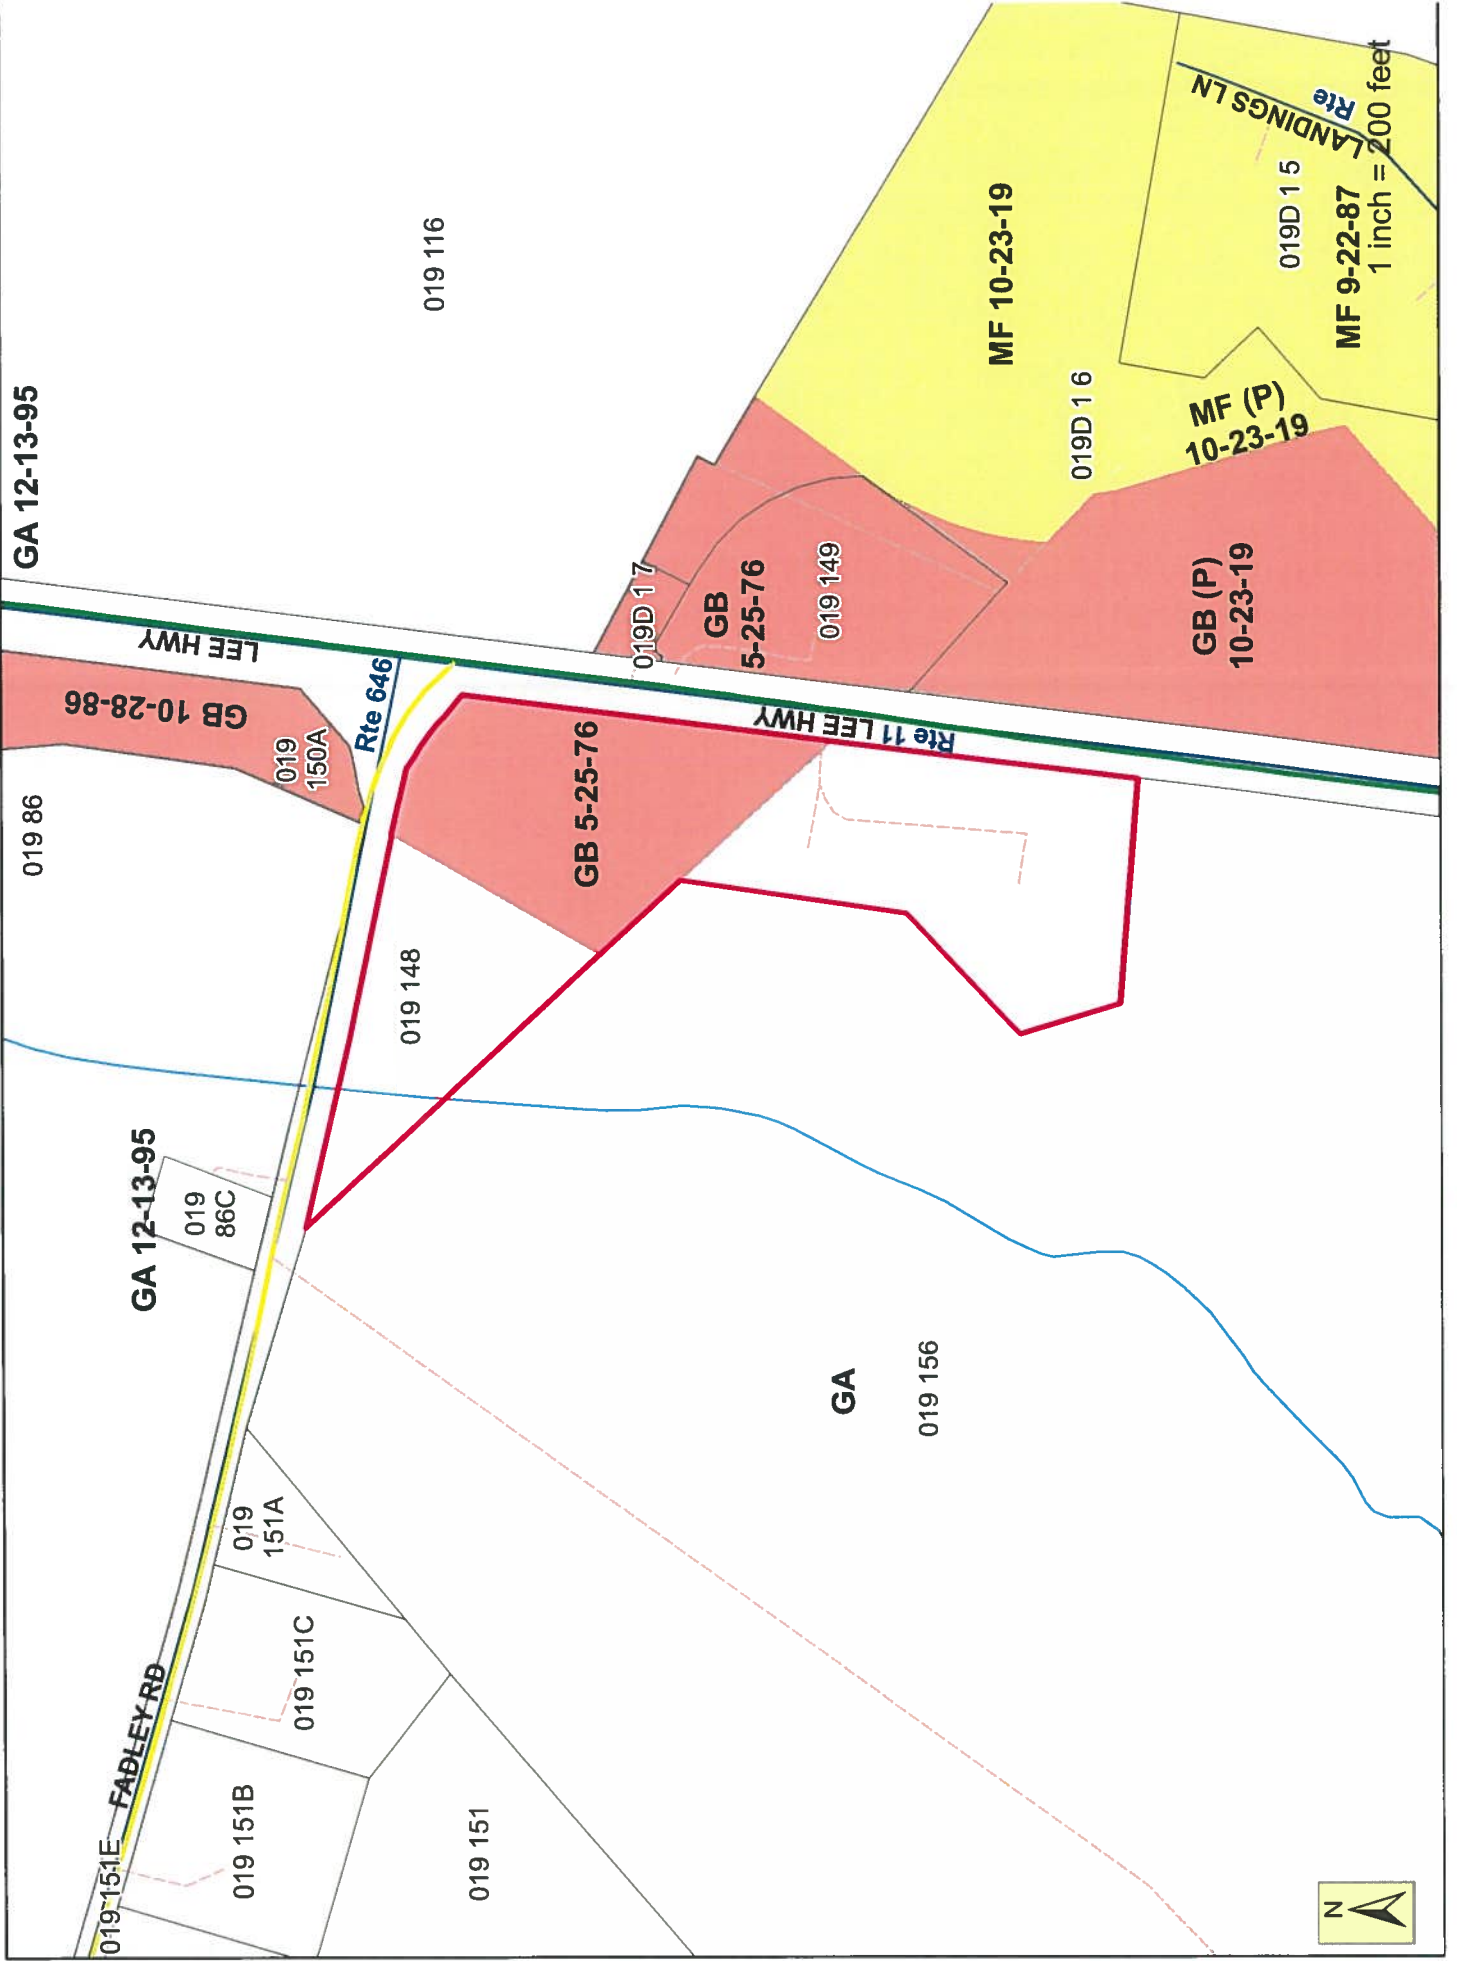 GA 12-13-95
019 116
LEE HWY
GB 10-28-86
019
150A
Rte 646
019 86
019D 1 7
GB
5-25-76
019 149
MF 10-23-19
019D 1 6
MF (P)
10-23-19
GB (P)
10-23-19
LANDINGS LN
Rte
019D 1 5
MF 9-22-87
1 inch = 200 feet
Rte 11 LEE HWY
GB 5-25-76
019 148
GA 12-13-95
019
86C
GA
019 156
019
151A
019 151C
FADLEY RD
019 151E
019 151B
019 151
N